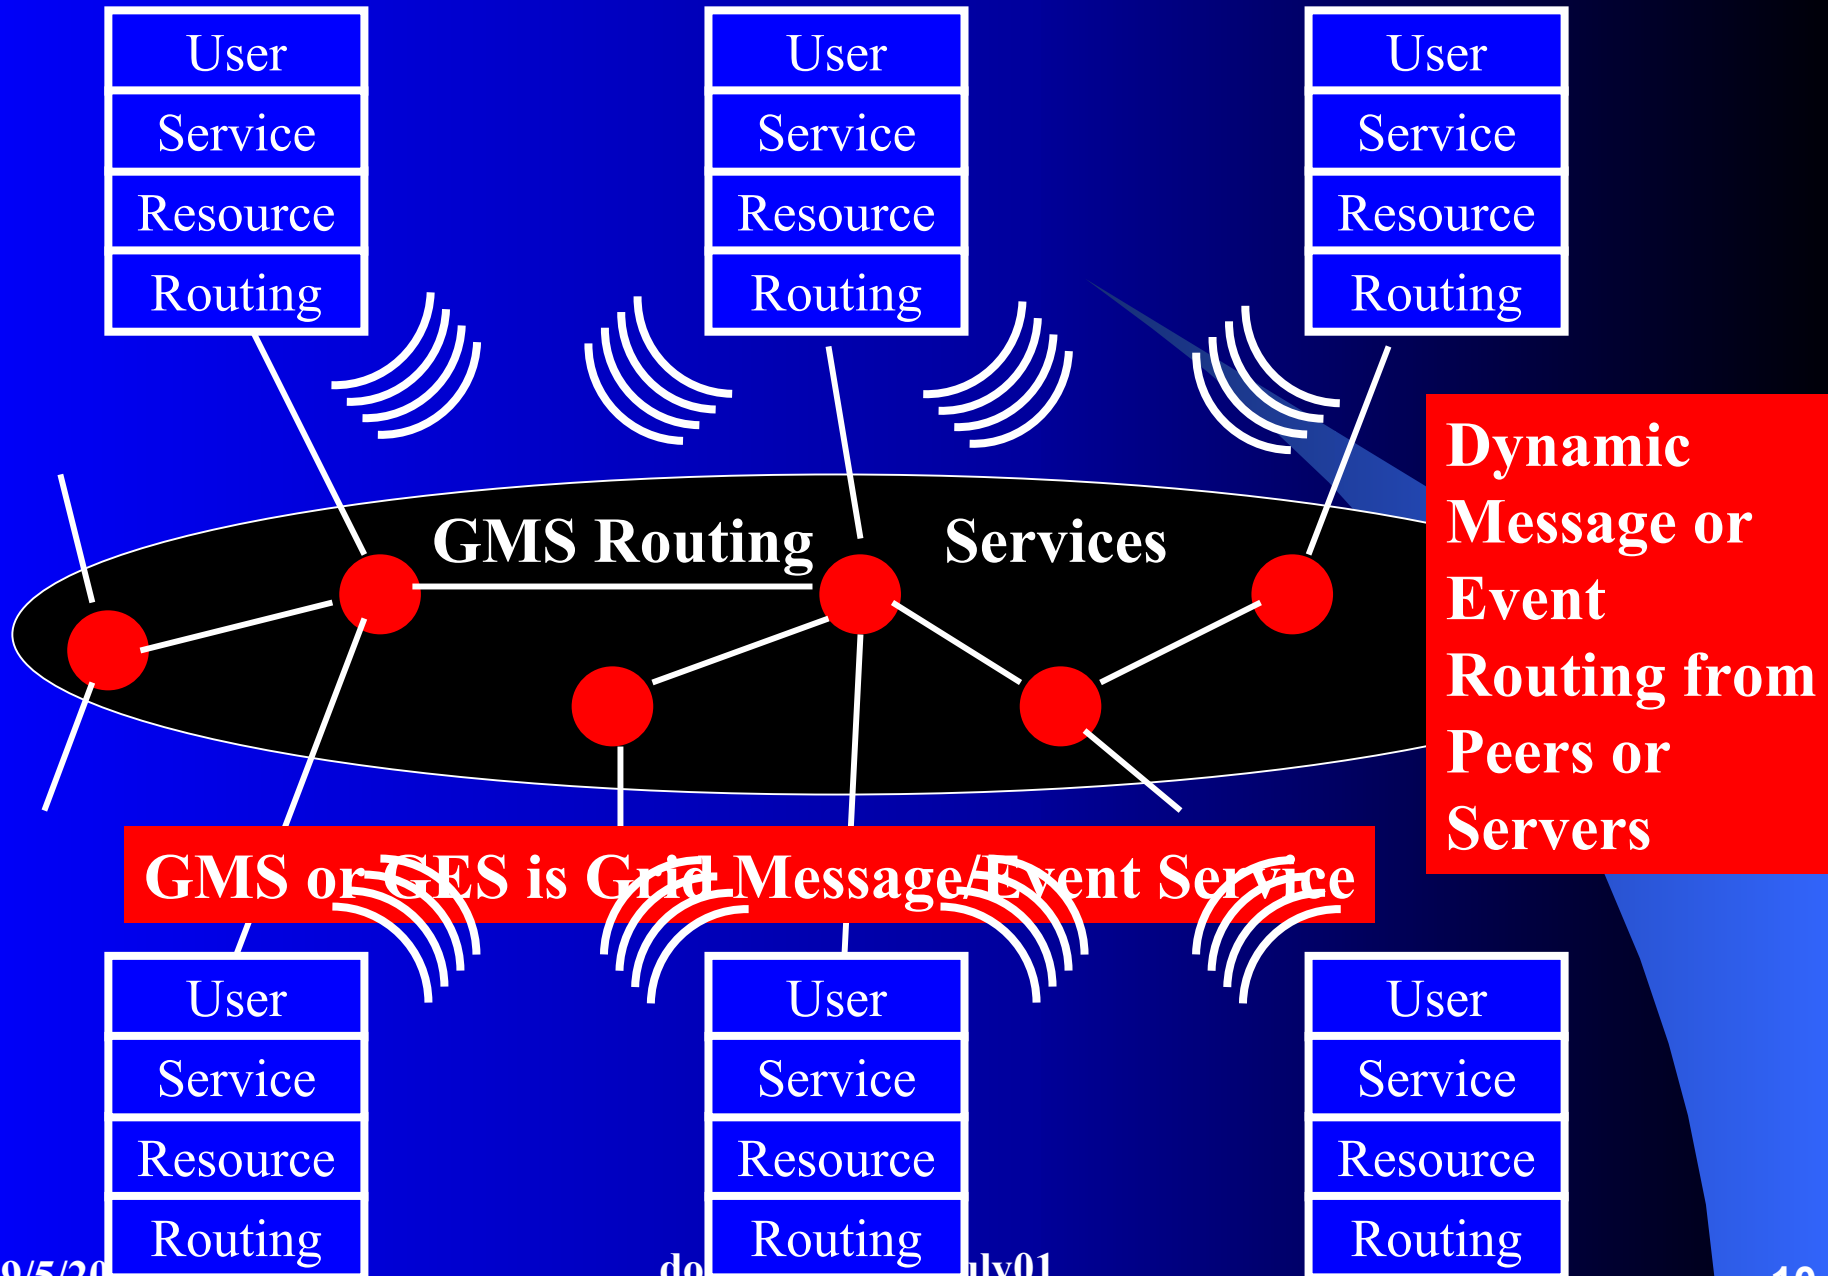 User
Service
Resource
Routing
User
Service
Resource
Routing
User
Service
Resource
Routing
GMS Routing Services
Dynamic
Message or
Event
Routing from
Peers or
Servers
GMS or GES is Grid Message/Event Service
User
Service
Resource
Routing
User
Service
Resource
Routing
User
Service
Resource
Routing